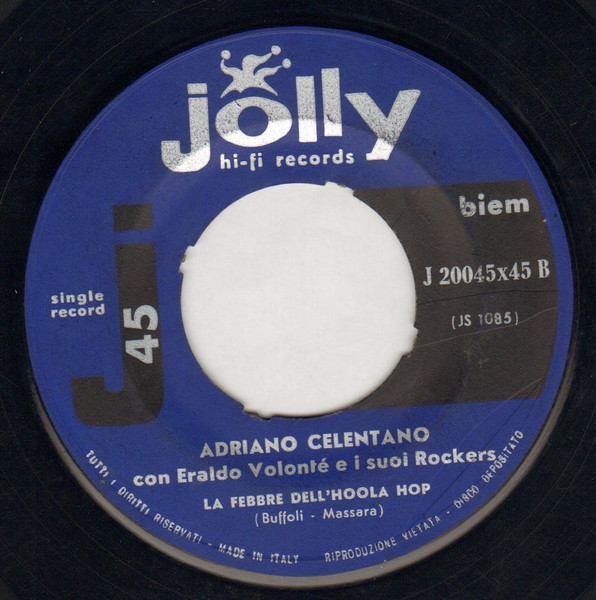 jolly
hi-fi records
biem
J 20045x45 B
(JS 1085)
single
record
Ji
45
ADRIANO CELENTANO
con Eraldo Volonté e i suoi Rockers
LA FEBBRE DELL'HOOLA HOP
(Buffoli - Massara)
TUTTI I DIRITTI RISERVATI - MADE IN ITALY RIPRODUZIONE VIETATA - DISCO DEPOSITATO